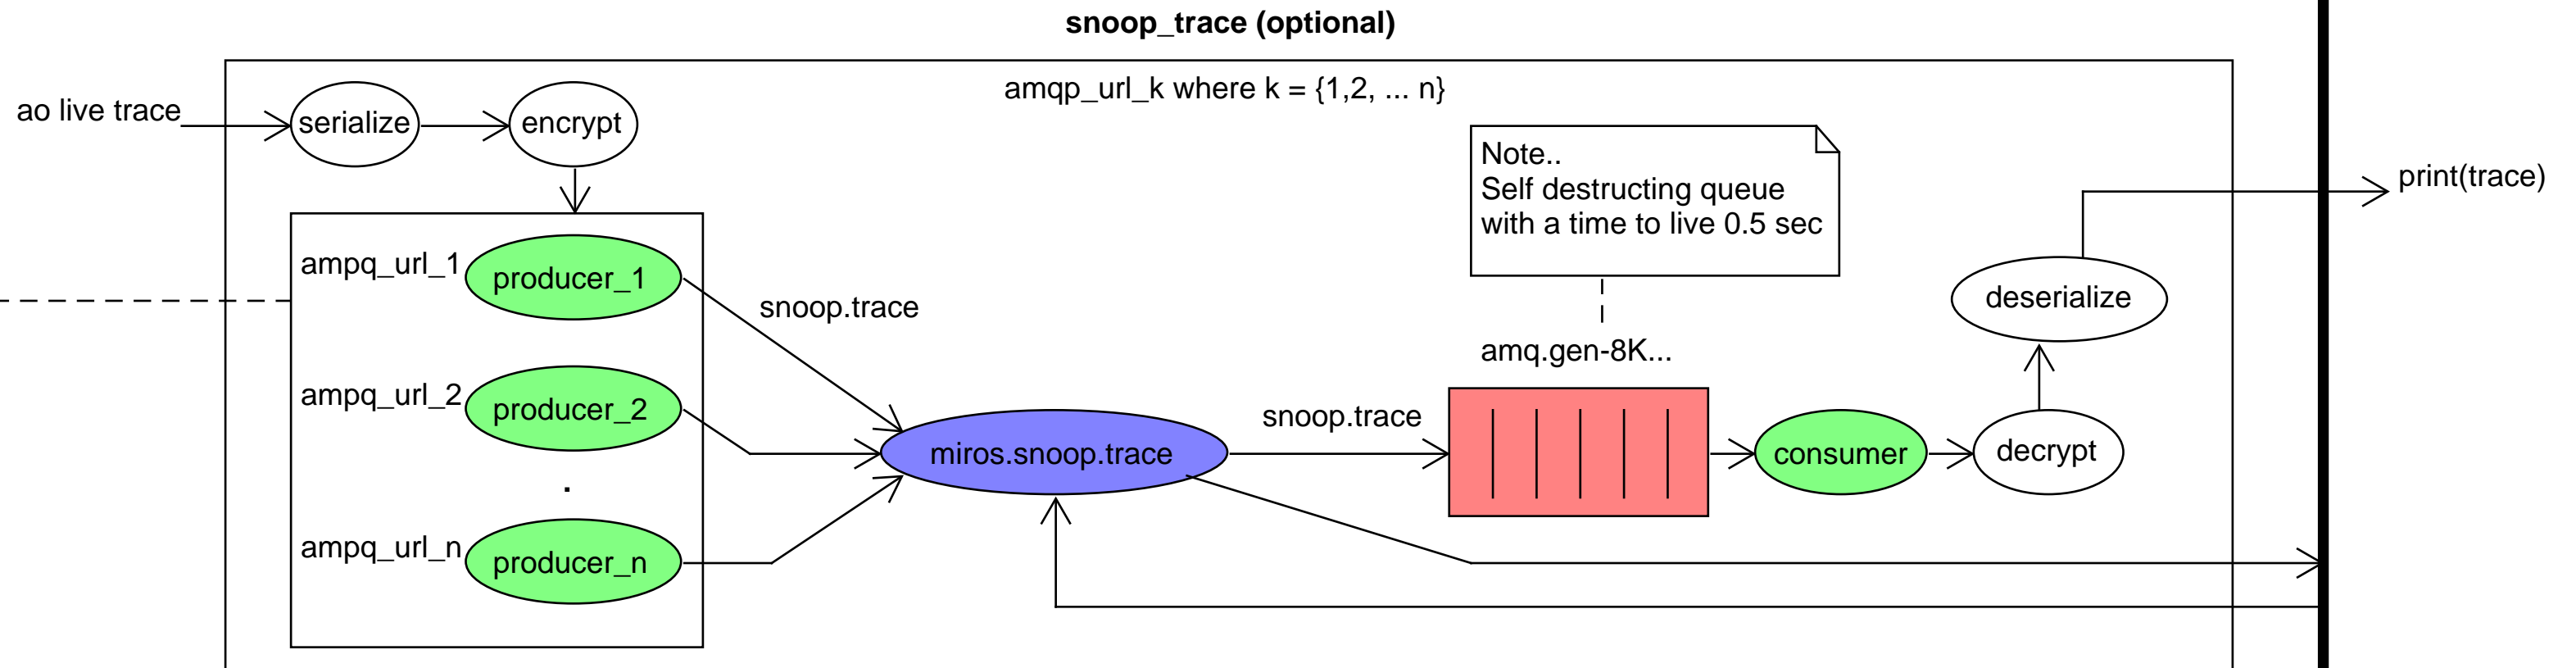 snoop_trace (optional)
amqp_url_k where k = {1,2, ... n}
ao live trace
serialize
encrypt
Note..
Self destructing queue
with a time to live 0.5 sec
print(trace)
ampq_url_1
producer_1
snoop.trace
deserialize
amq.gen-8K...
ampq_url_2
producer_2
snoop.trace
miros.snoop.trace
consumer
decrypt
.
ampq_url_n
producer_n